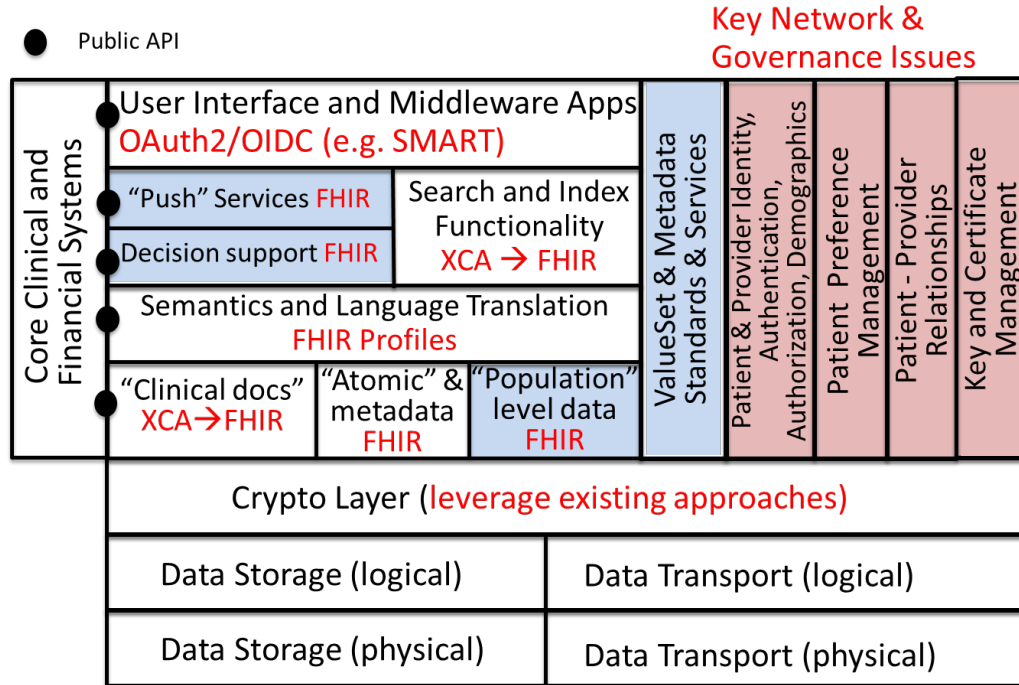 Public API
Key Network &
Governance Issues
Core Clinical and
Financial Systems
User Interface and Middleware Apps
OAuth2/OIDC (e.g. SMART)
“Push” Services FHIR
Decision support FHIR
Search and Index
Functionality
XCA → FHIR
Semantics and Language Translation
FHIR Profiles
“Clinical docs”
XCA→FHIR
“Atomic” &
metadata
FHIR
“Population”
level data
FHIR
ValueSet & Metadata
Standards & Services
Patient & Provider Identity,
Authentication,
Authorization, Demographics
Patient Preference
Management
Patient - Provider
Relationships
Key and Certificate
Management
Crypto Layer (leverage existing approaches)
Data Storage (logical)
Data Transport (logical)
Data Storage (physical)
Data Transport (physical)